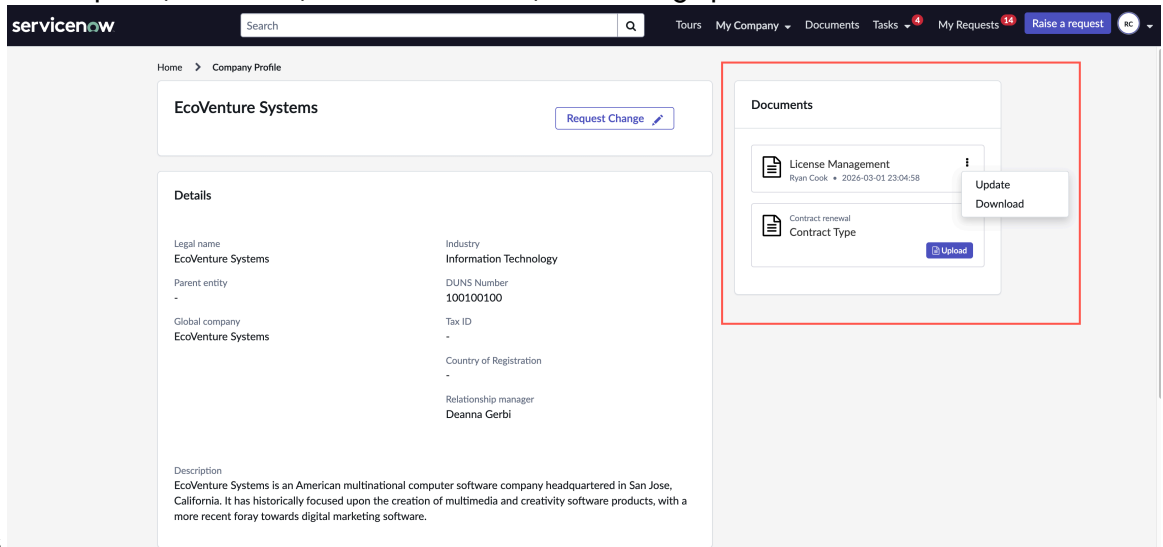 servicenow
Search
Tours My Company Documents Tasks 4 My Requests 14 Raise a request RC
Home > Company Profile
EcoVenture Systems
Request Change
Details
Legal name
EcoVenture Systems
Parent entity
-
Global company
EcoVenture Systems
Industry
Information Technology
DUNS Number
100100100
Tax ID
-
Country of Registration
-
Relationship manager
Deanna Gerbi
Description
EcoVenture Systems is an American multinational computer software company headquartered in San Jose,
California. It has historically focused upon the creation of multimedia and creativity software products, with a
more recent foray towards digital marketing software.
Documents
License Management
Ryan Cook • 2026-03-01 23:04:58
Update
Download
Contract renewal
Contract Type
Upload